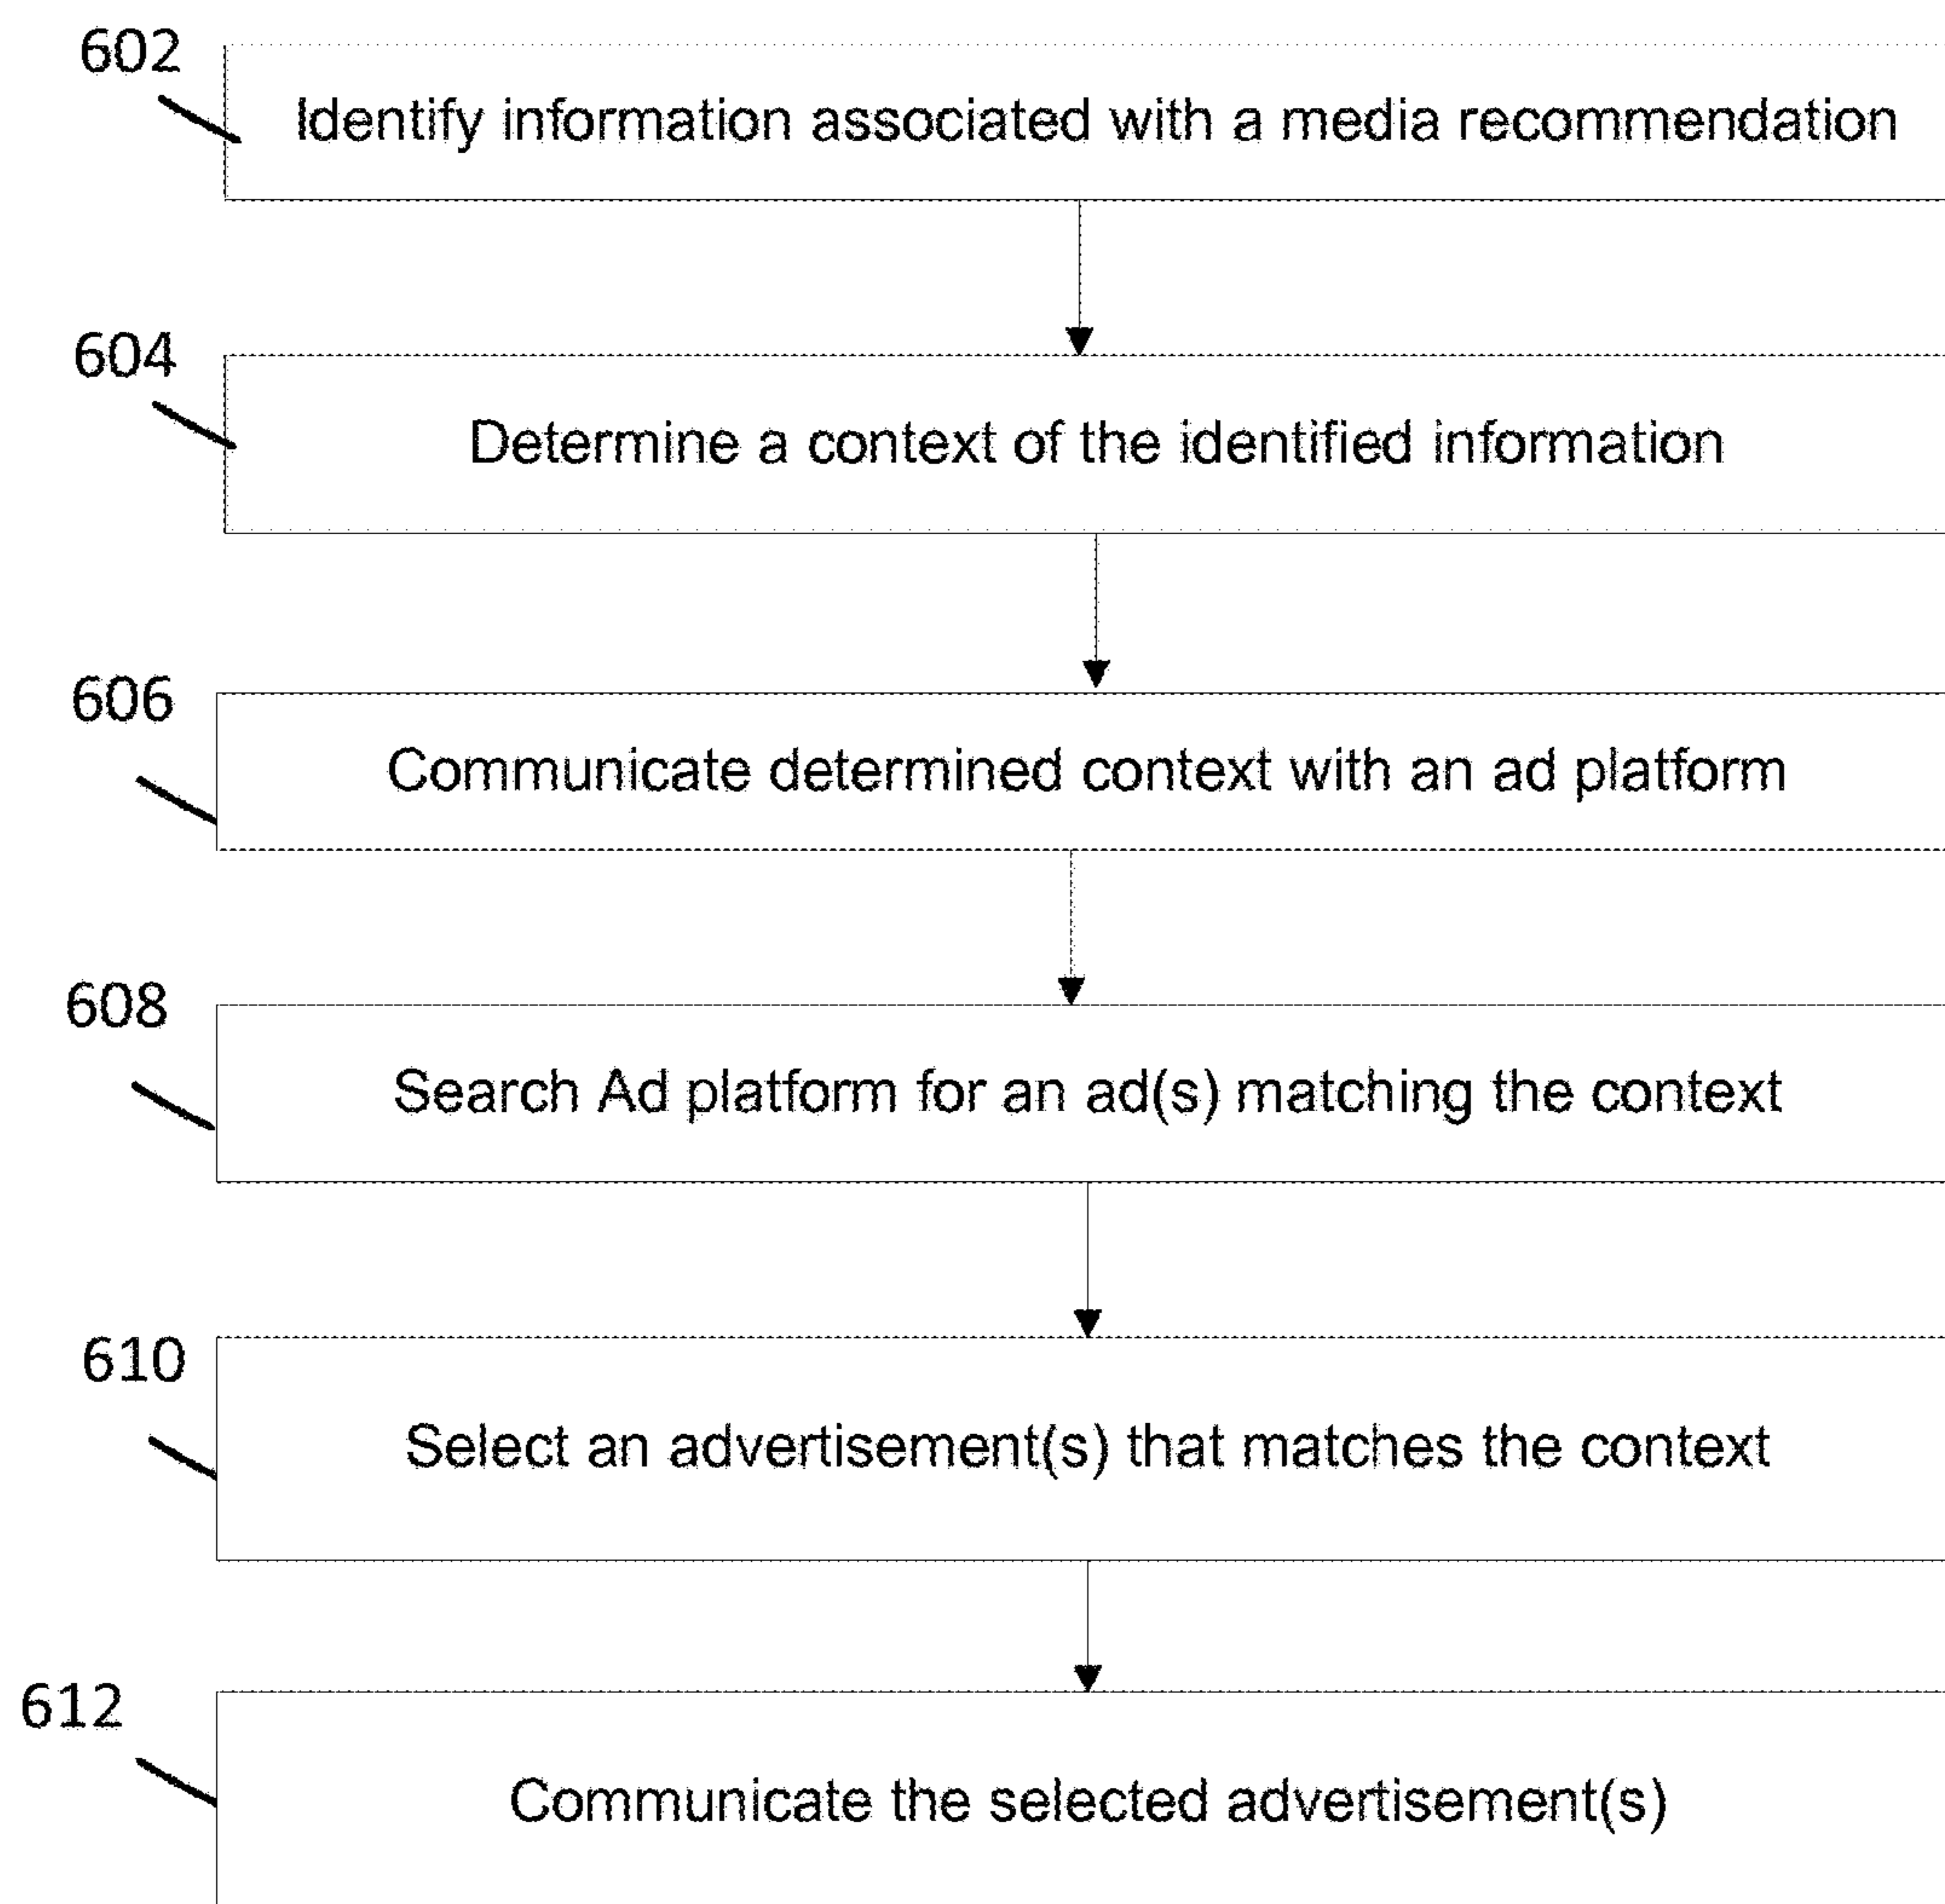 602
Identify information associated with a media recommendation
604
Determine a context of the identified information
606
Communicate determined context with an ad platform
608
Search Ad platform for an ad(s) matching the context
610
Select an advertisement(s) that matches the context
612
Communicate the selected advertisement(s)